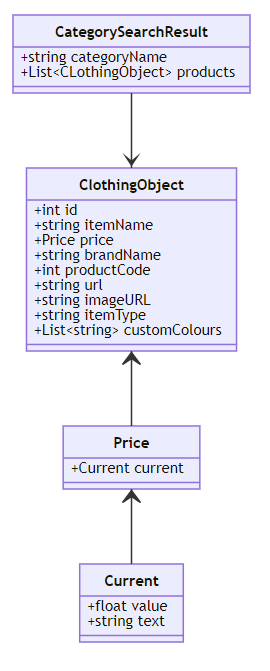 CategorySearchResult
+string categoryName
+List<CLothingObject> products
ClothingObject
+int id
+string itemName
+Price price
+string brandName
+int productCode
+string url
+string imageURL
+string itemType
+List<string> customColours
Price
+Current current
Current
+float value
+string text